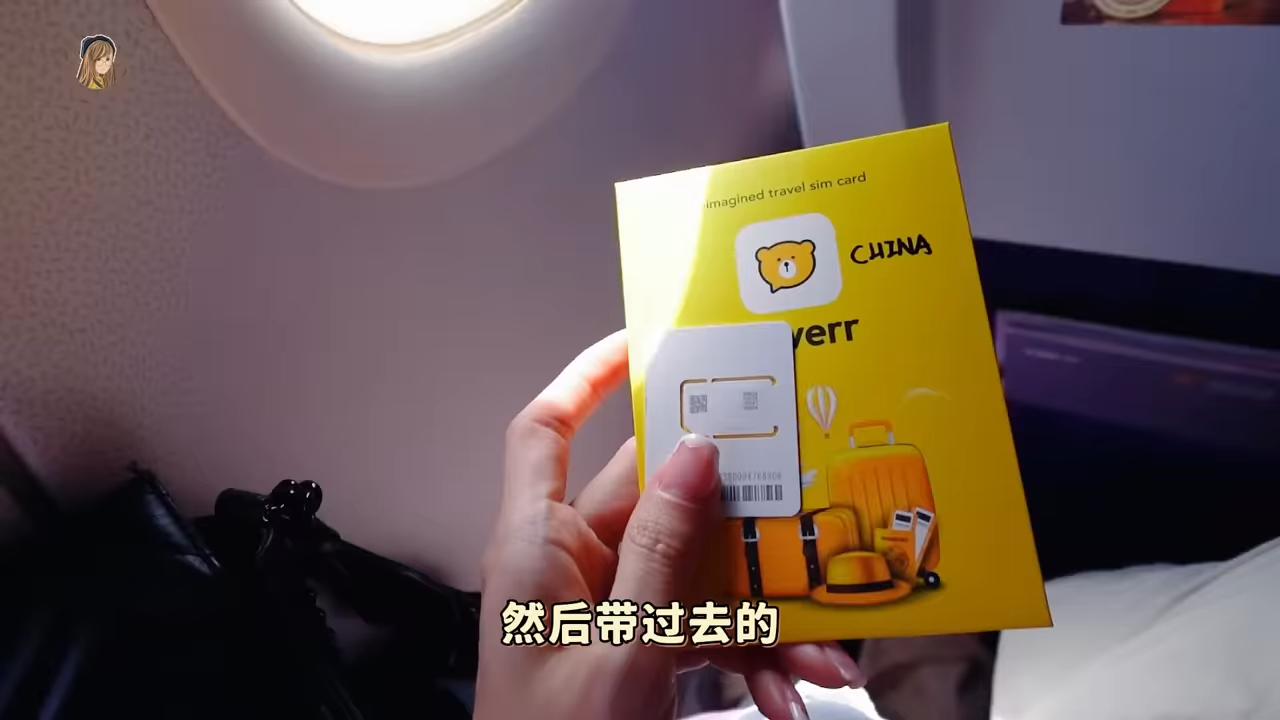 imagined travel sim card
CHINA
verr
然后带过去的